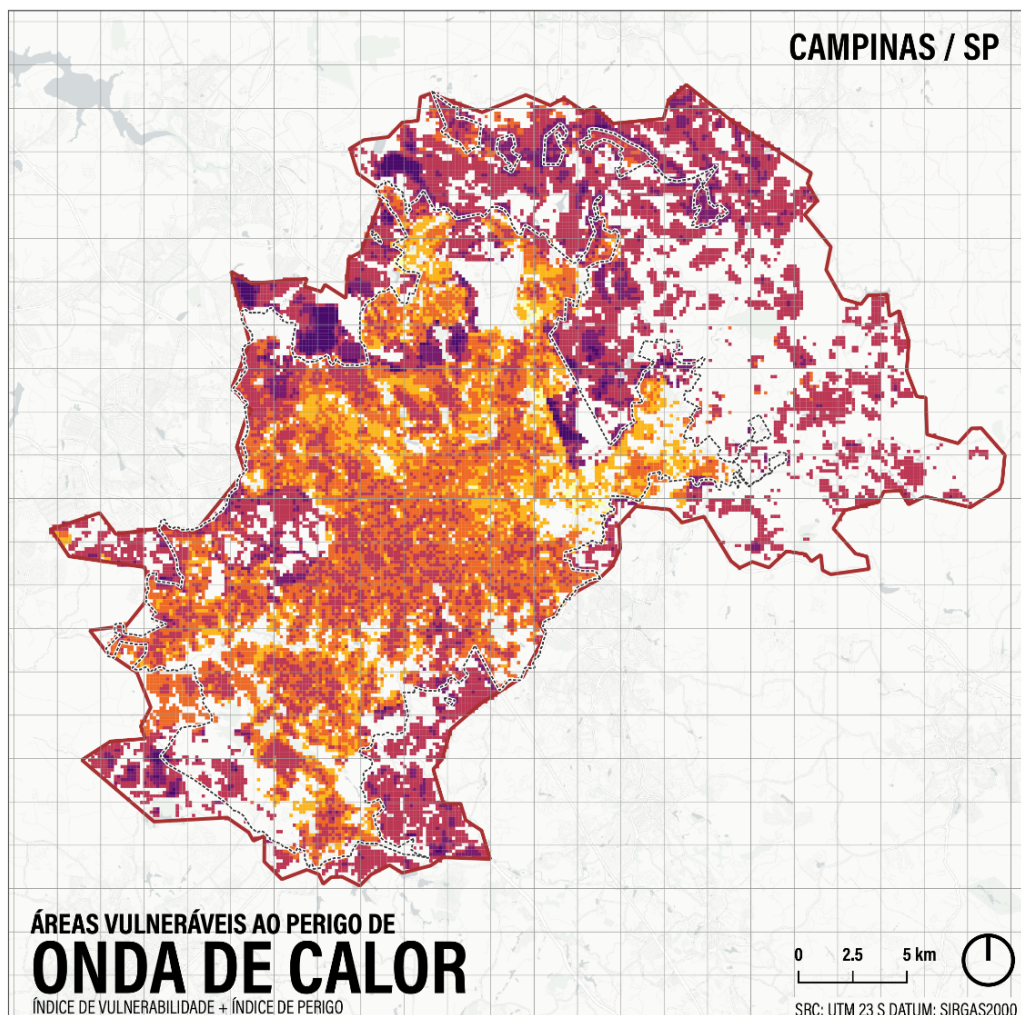 CAMPINAS / SP
ÁREAS VULNERÁVEIS AO PERIGO DE
ONDA DE CALOR
ÍNDICE DE VULNERABILIDADE + ÍNDICE DE PERIGO
0 2.5 5 km
SRC: UTM 23 S DATUM: SIRGAS2000